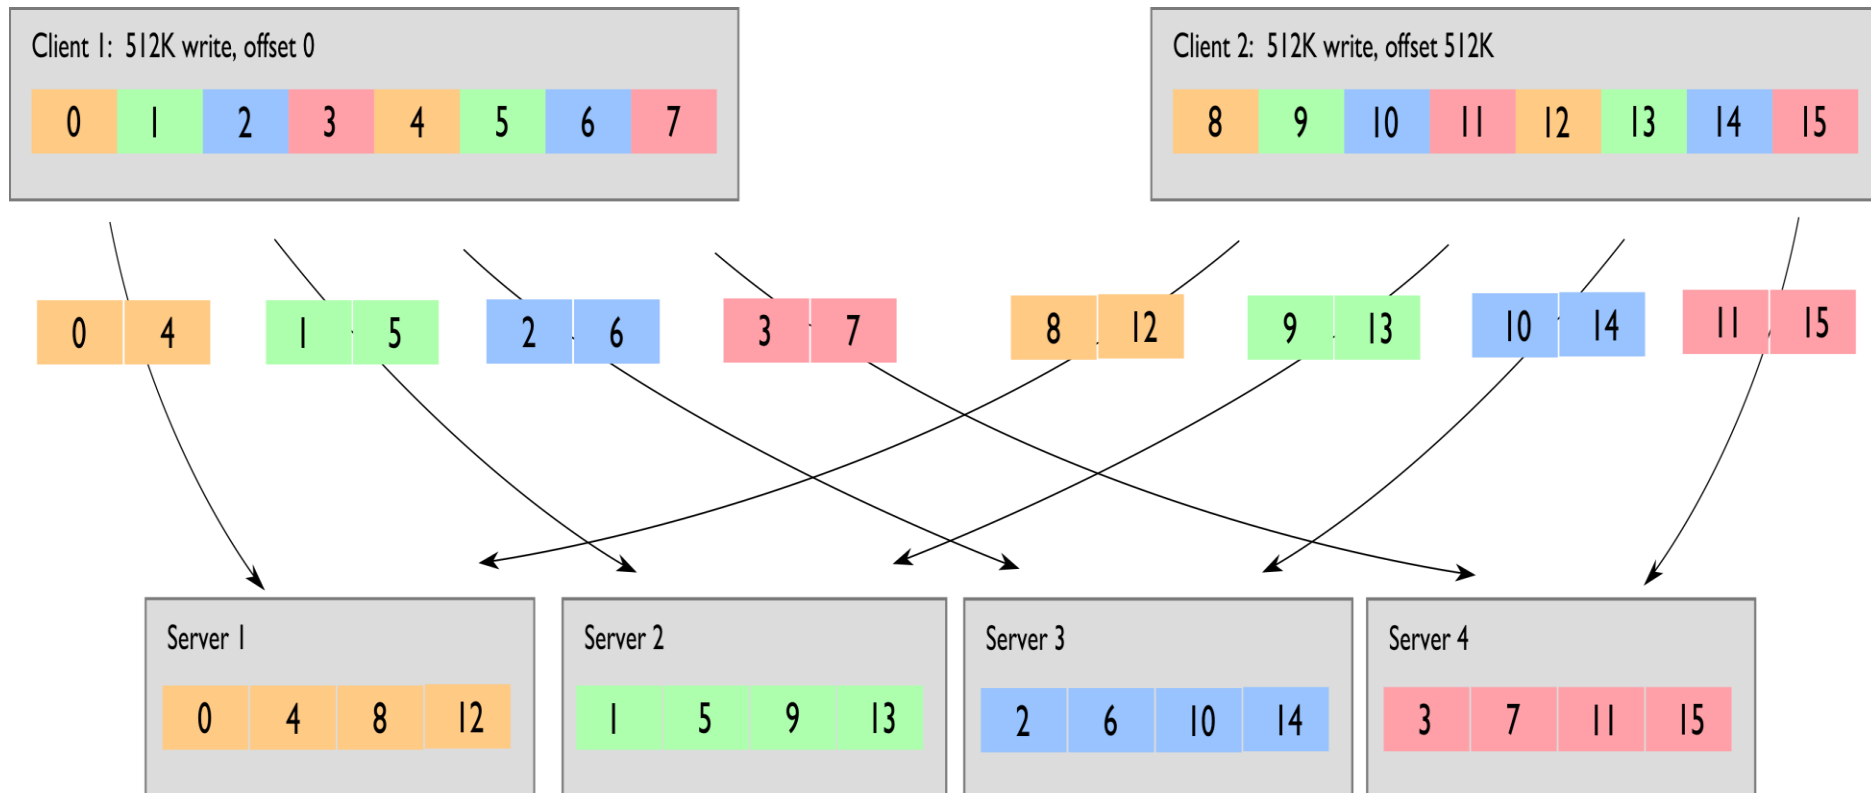 Client 1: 512K write, offset 0
0 1 2 3 4 5 6 7
Client 2: 512K write, offset 512K
8 9 10 11 12 13 14 15
0 4
1 5
2 6
3 7
8 12
9 13
10 14
11 15
Server 1
0 4 8 12
Server 2
1 5 9 13
Server 3
2 6 10 14
Server 4
3 7 11 15